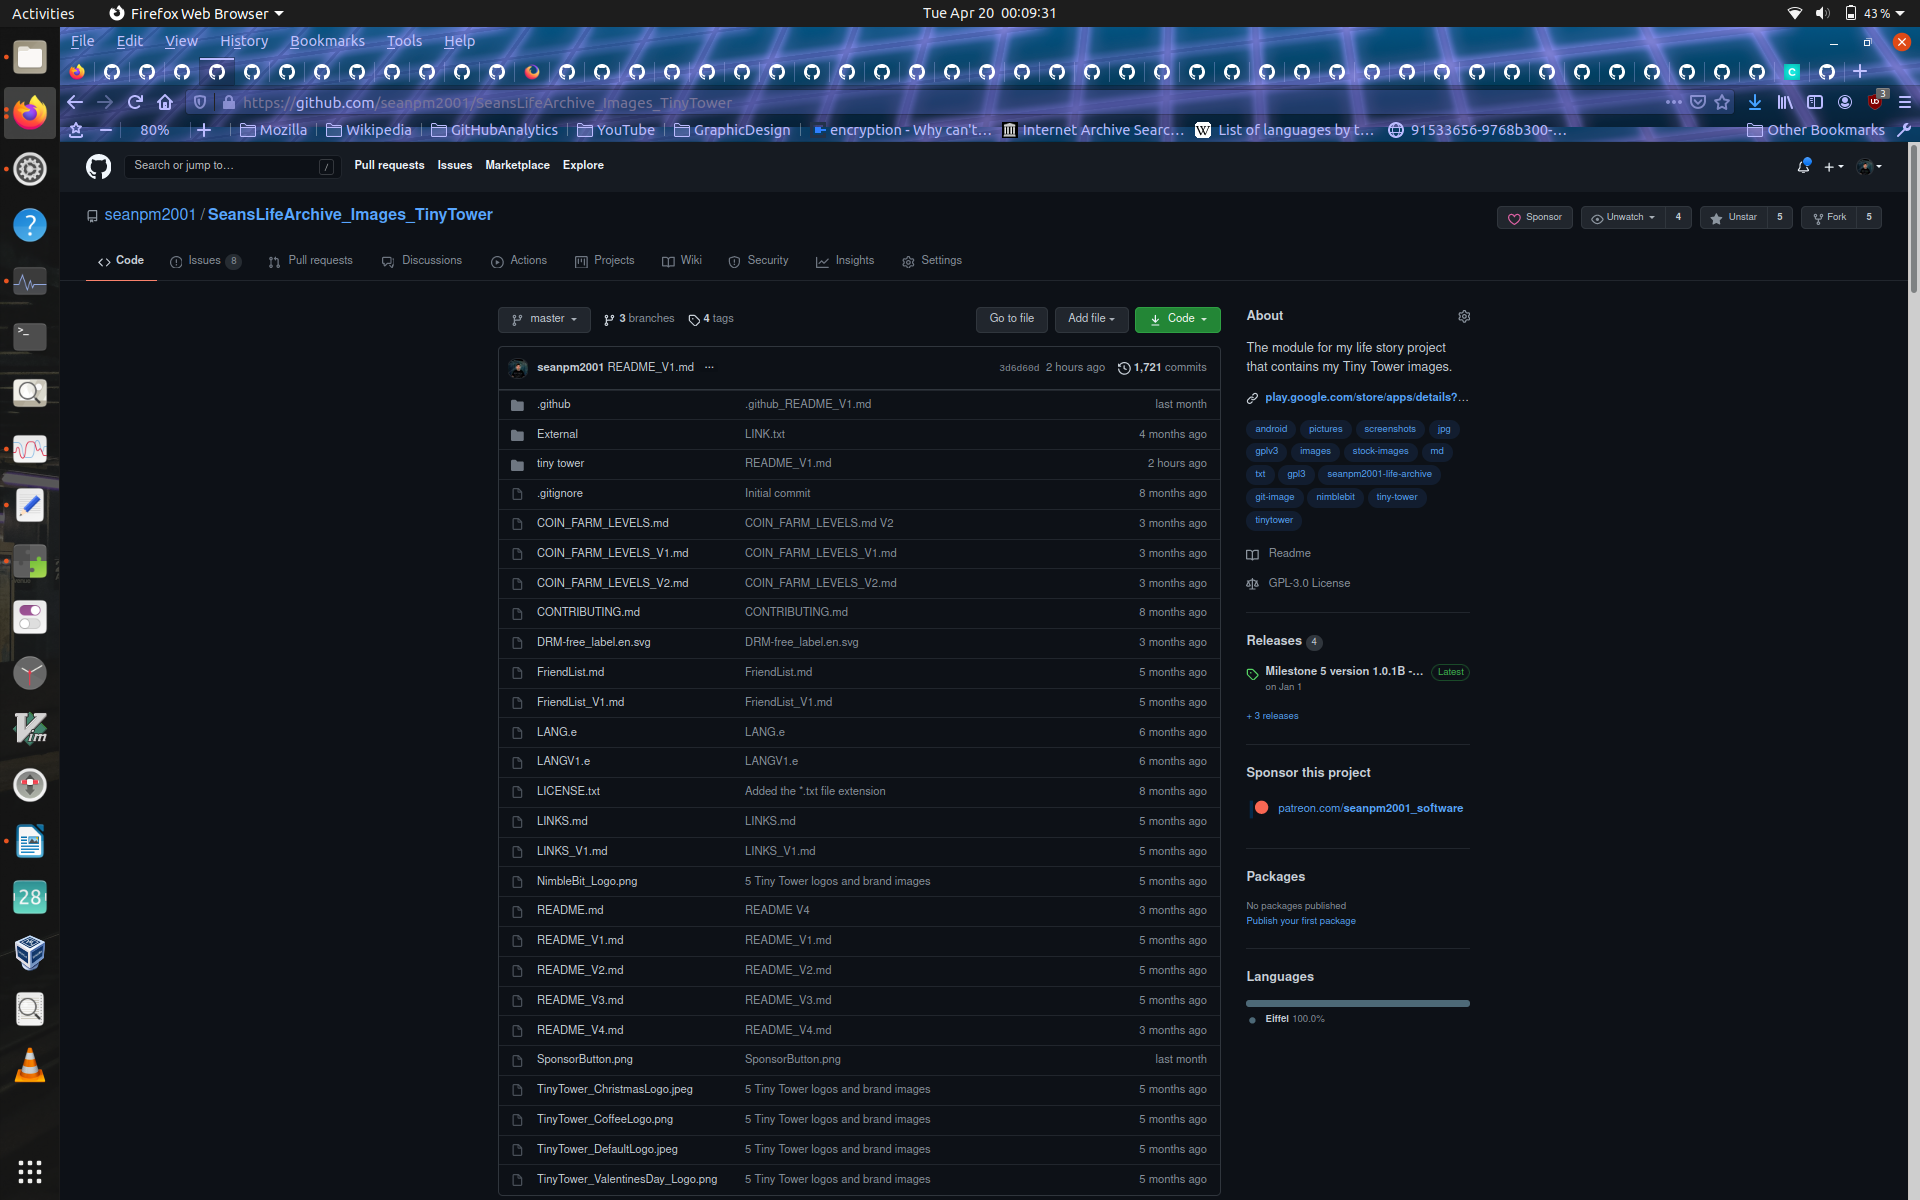 Activities Firefox Web Browser Tue Apr 20 00:09:31 43 %
File Edit View History Bookmarks Tools Help
https://github.com/seanpm2001/SeansLifeArchive_Images_TinyTower 3
80% Mozilla Wikipedia GitHubAnalytics YouTube GraphicDesign encryption - Why can't… Internet Archive Searc… List of languages by t… 91533656-9768b300-… Other Bookmarks
Search or jump to… / Pull requests Issues Marketplace Explore
seanpm2001 / SeansLifeArchive_Images_TinyTower Sponsor Unwatch 4 Unstar 5 Fork 5
Code Issues 8 Pull requests Discussions Actions Projects Wiki Security Insights Settings
master 3 branches 4 tags Go to file Add file Code
seanpm2001 README_V1.md ... 3d6d60d 2 hours ago 1,721 commits
.github .github_README_V1.md last month
External LINK.txt 4 months ago
tiny tower README_V1.md 2 hours ago
.gitignore Initial commit 8 months ago
COIN_FARM_LEVELS.md COIN_FARM_LEVELS.md V2 3 months ago
COIN_FARM_LEVELS_V1.md COIN_FARM_LEVELS_V1.md 3 months ago
COIN_FARM_LEVELS_V2.md COIN_FARM_LEVELS_V2.md 3 months ago
CONTRIBUTING.md CONTRIBUTING.md 8 months ago
DRM-free_label.en.svg DRM-free_label.en.svg 3 months ago
FriendList.md FriendList.md 5 months ago
FriendList_V1.md FriendList_V1.md 5 months ago
LANG.e LANG.e 6 months ago
LANGV1.e LANGV1.e 6 months ago
LICENSE.txt Added the *.txt file extension 8 months ago
LINKS.md LINKS.md 5 months ago
LINKS_V1.md LINKS_V1.md 5 months ago
NimbleBit_Logo.png 5 Tiny Tower logos and brand images 5 months ago
README.md README V4 3 months ago
README_V1.md README_V1.md 5 months ago
README_V2.md README_V2.md 5 months ago
README_V3.md README_V3.md 5 months ago
README_V4.md README_V4.md 3 months ago
SponsorButton.png SponsorButton.png last month
TinyTower_ChristmasLogo.jpeg 5 Tiny Tower logos and brand images 5 months ago
TinyTower_CoffeeLogo.png 5 Tiny Tower logos and brand images 5 months ago
TinyTower_DefaultLogo.jpeg 5 Tiny Tower logos and brand images 5 months ago
TinyTower_ValentinesDay_Logo.png 5 Tiny Tower logos and brand images 5 months ago
About
The module for my life story project
that contains my Tiny Tower images.
play.google.com/store/apps/details?…
android pictures screenshots jpg
gplv3 images stock-images md
txt gpl3 seanpm2001-life-archive
git-image nimblebit tiny-tower
tinytower
Readme
GPL-3.0 License
Releases 4
Milestone 5 version 1.0.1B -… Latest
on Jan 1
+ 3 releases
Sponsor this project
patreon.com/seanpm2001_software
Packages
No packages published
Publish your first package
Languages
Eiffel 100.0%
Vim
28